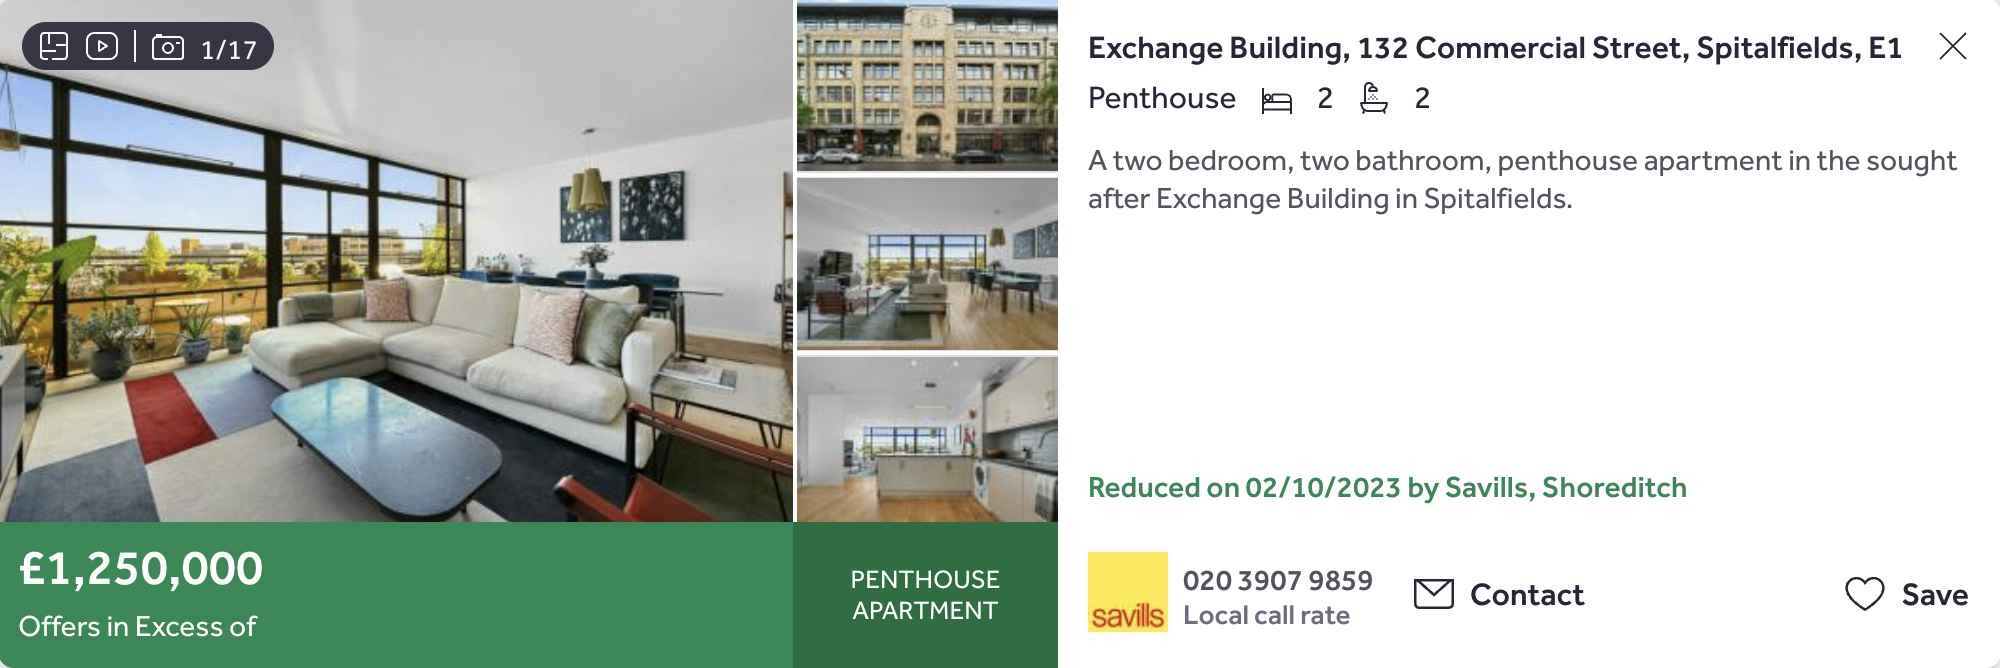 1/17
£1,250,000
Offers in Excess of
PENTHOUSE
APARTMENT
Exchange Building, 132 Commercial Street, Spitalfields, E1
Penthouse 2 2
A two bedroom, two bathroom, penthouse apartment in the sought
after Exchange Building in Spitalfields.
Reduced on 02/10/2023 by Savills, Shoreditch
savills
020 3907 9859
Local call rate
Contact
Save